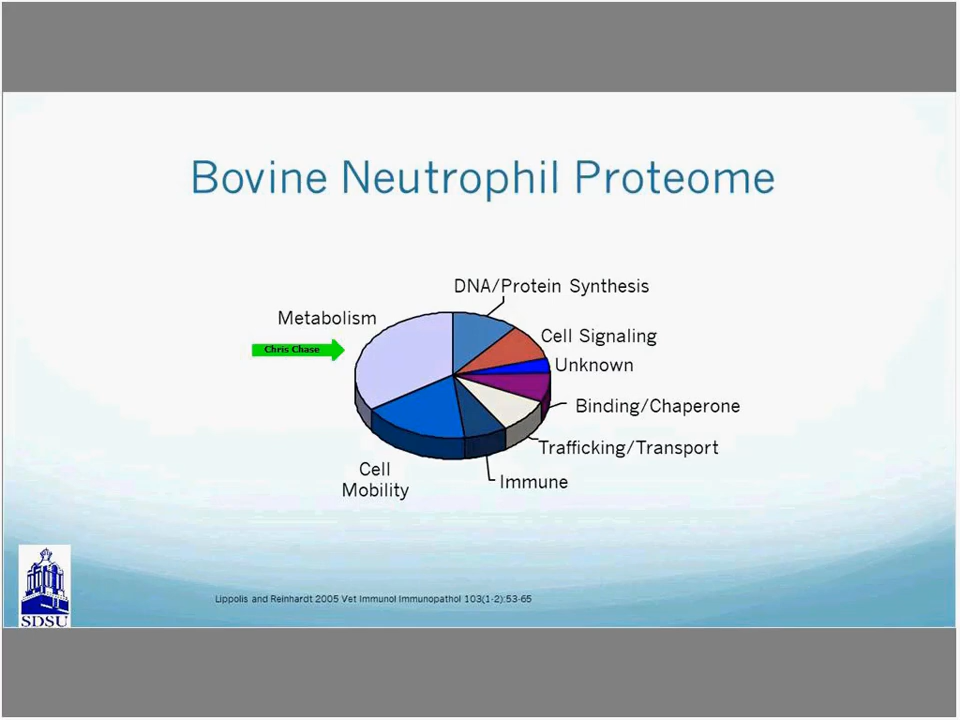 Bovine Neutrophil Proteome
DNA/Protein Synthesis
Metabolism
Cell Signaling
Chris Chase
Unknown
Binding/Chaperone
Trafficking/Transport
Cell
Mobility
Immune
Lippolis and Reinhardt 2005 Vet Immunol Immunopathol 103(1-2):53-65
SDSU